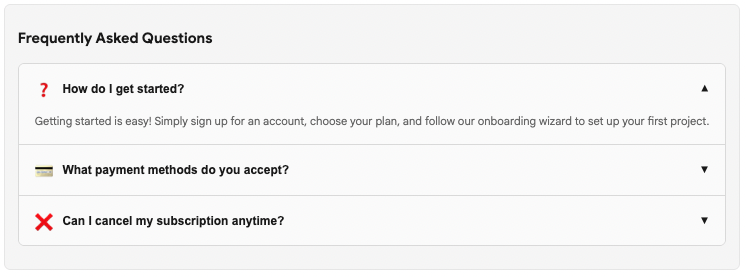 Frequently Asked Questions
How do I get started?
Getting started is easy! Simply sign up for an account, choose your plan, and follow our onboarding wizard to set up your first project.
What payment methods do you accept?
Can I cancel my subscription anytime?